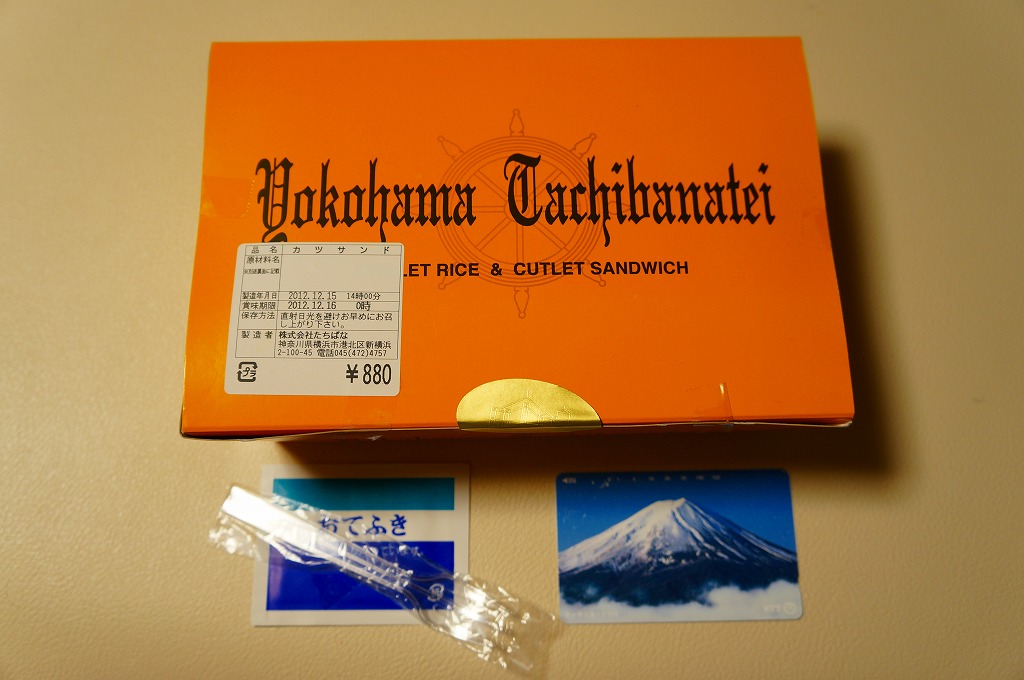 Yokohama Tachibanatei
LET RICE & CUTLET SANDWICH
品名 カツサンド
原材料名
製造年月日 2012.12.15 14時00分
賞味期限 2012.12.16 0時
保存方法 直射日光を避けお早めにお召
し上がり下さい。
製造者 株式会社たちばな
神奈川県横浜市港北区新横浜
2-100-45 電話045(472)4757
プラ
¥880
おてふき